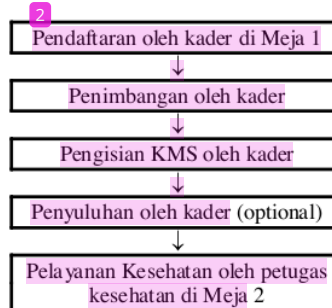 2
Pendaftaran oleh kader di Meja 1
↓
Penimbangan oleh kader
↓
Pengisian KMS oleh kader
↓
Penyuluhan oleh kader (optional)
↓
Pelayanan Kesehatan oleh petugas
kesehatan di Meja 2